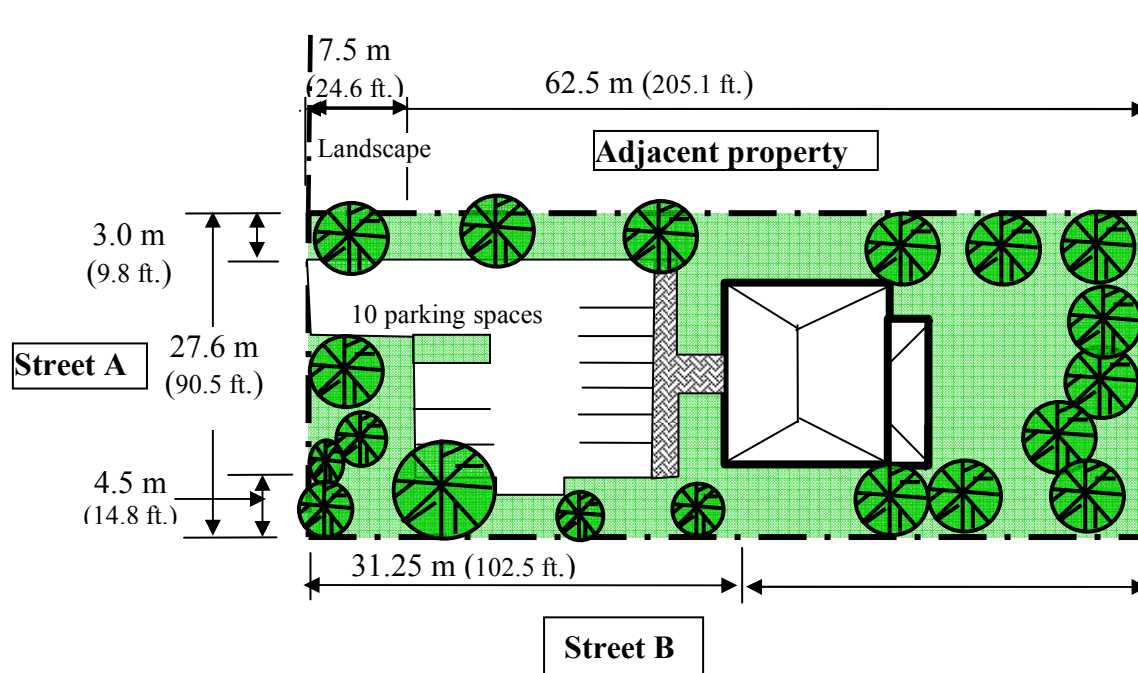 7.5 m
(24.6 ft.)
62.5 m (205.1 ft.)
Landscape
Adjacent property
3.0 m
(9.8 ft.)
10 parking spaces
Street A
27.6 m
(90.5 ft.)
4.5 m
(14.8 ft.)
31.25 m (102.5 ft.)
Street B